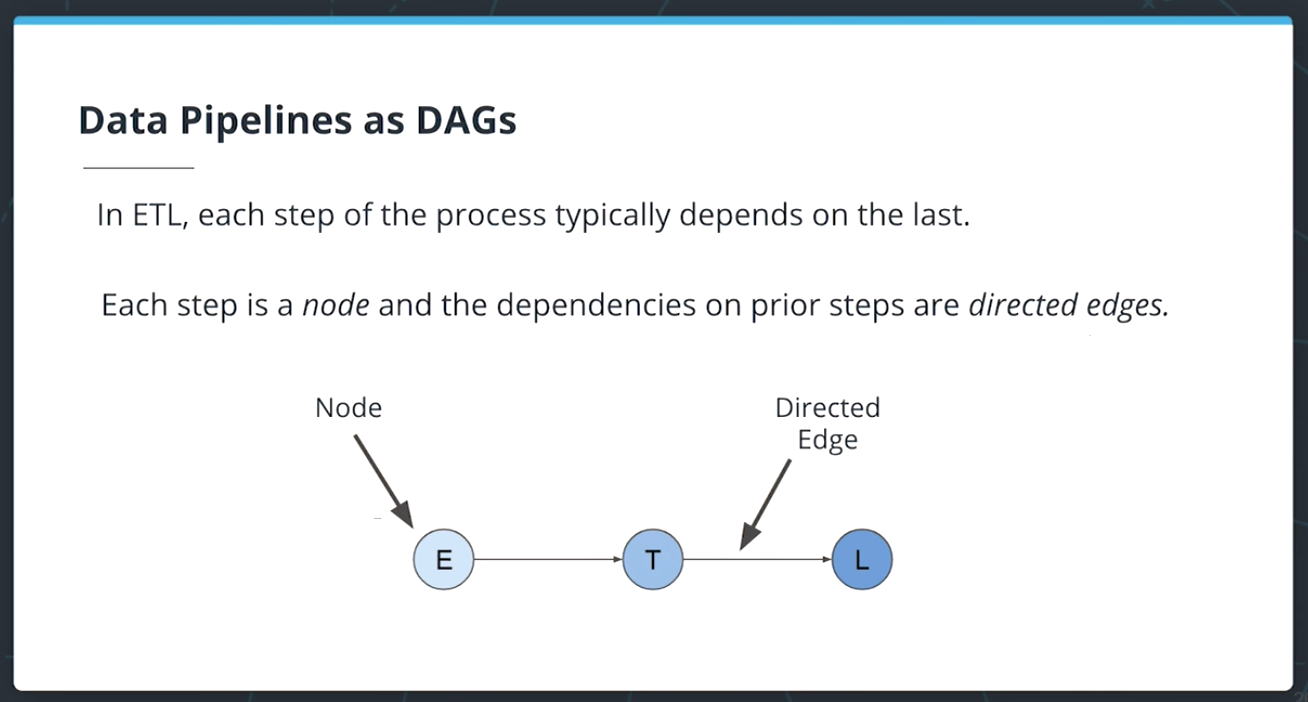 Data Pipelines as DAGs
In ETL, each step of the process typically depends on the last.
Each step is a node and the dependencies on prior steps are directed edges.
Node
Directed
Edge
E
T
L